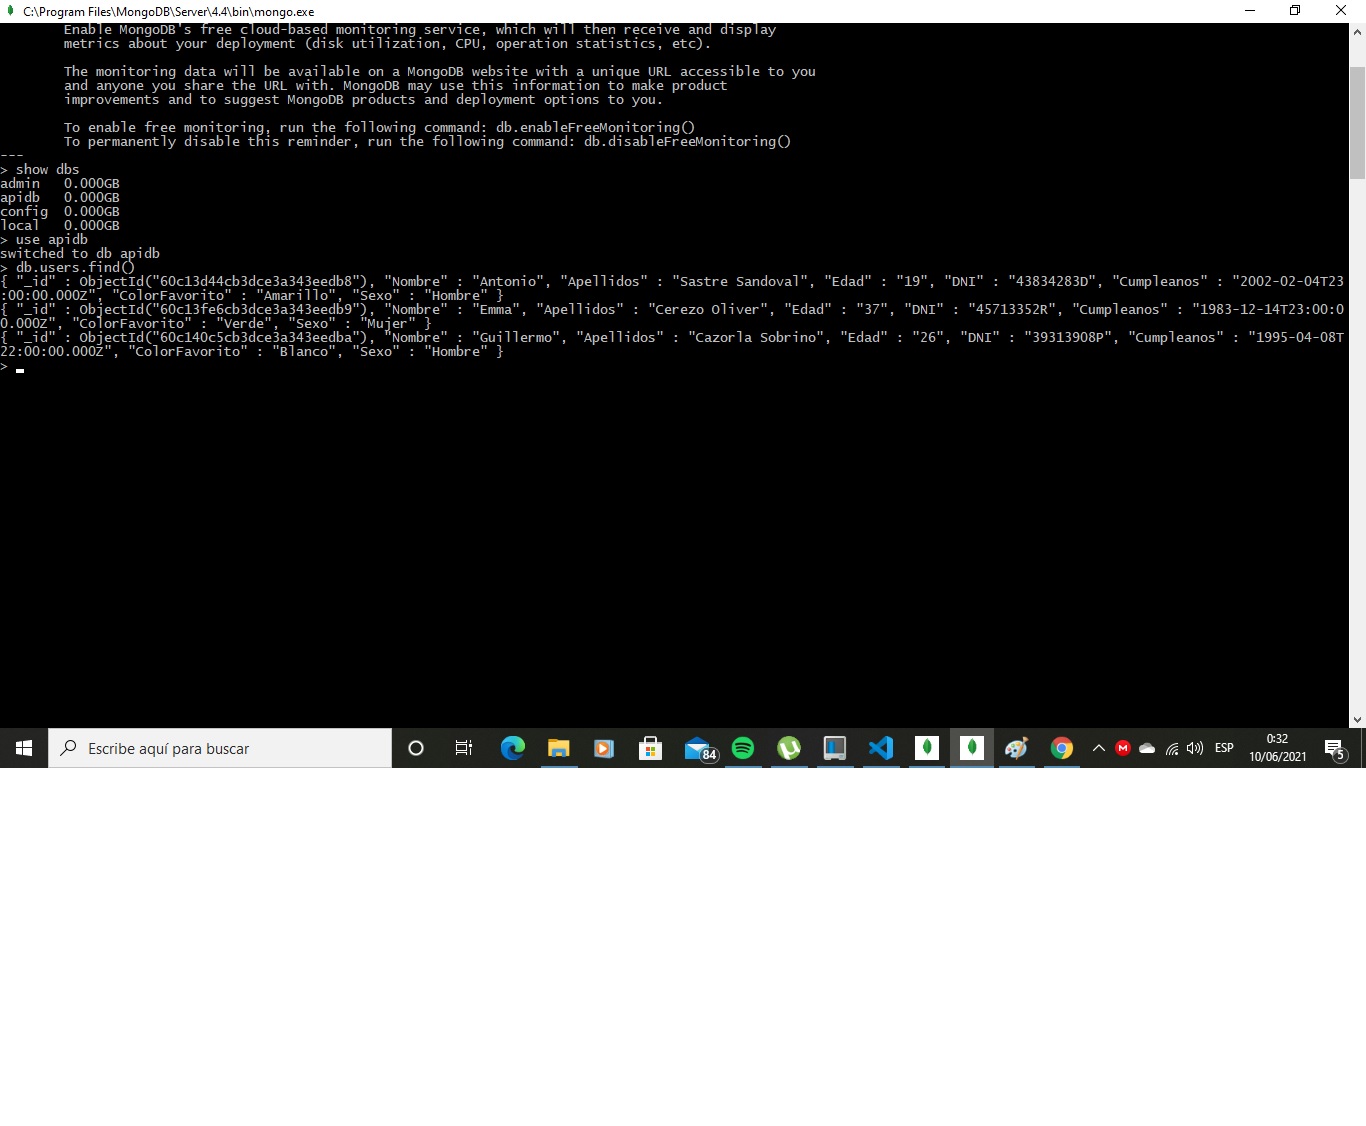 C:\Program Files\MongoDB\Server\4.4\bin\mongo.exe
Enable MongoDB's free cloud-based monitoring service, which will then receive and display
metrics about your deployment (disk utilization, CPU, operation statistics, etc).
The monitoring data will be available on a MongoDB website with a unique URL accessible to you
and anyone you share the URL with. MongoDB may use this information to make product
improvements and to suggest MongoDB products and deployment options to you.
To enable free monitoring, run the following command: db.enableFreeMonitoring()
To permanently disable this reminder, run the following command: db.disableFreeMonitoring()
---
> show dbs
admin   0.000GB
apidb   0.000GB
config  0.000GB
local   0.000GB
> use apidb
switched to db apidb
> db.users.find()
{ "_id" : ObjectId("60c13d44cb3dce3a343eedb8"), "Nombre" : "Antonio", "Apellidos" : "Sastre Sandoval", "Edad" : "19", "DNI" : "43834283D", "Cumpleanos" : "2002-02-04T23
:00:00.000Z", "ColorFavorito" : "Amarillo", "Sexo" : "Hombre" }
{ "_id" : ObjectId("60c13fe6cb3dce3a343eedb9"), "Nombre" : "Emma", "Apellidos" : "Cerezo Oliver", "Edad" : "37", "DNI" : "45713352R", "Cumpleanos" : "1983-12-14T23:00:0
0.000Z", "ColorFavorito" : "Verde", "Sexo" : "Mujer" }
{ "_id" : ObjectId("60c140c5cb3dce3a343eedba"), "Nombre" : "Guillermo", "Apellidos" : "Cazorla Sobrino", "Edad" : "26", "DNI" : "39313908P", "Cumpleanos" : "1995-04-08T
22:00:00.000Z", "ColorFavorito" : "Blanco", "Sexo" : "Hombre" }
>
Escribe aquí para buscar
84
M
ESP
0:32
10/06/2021
5